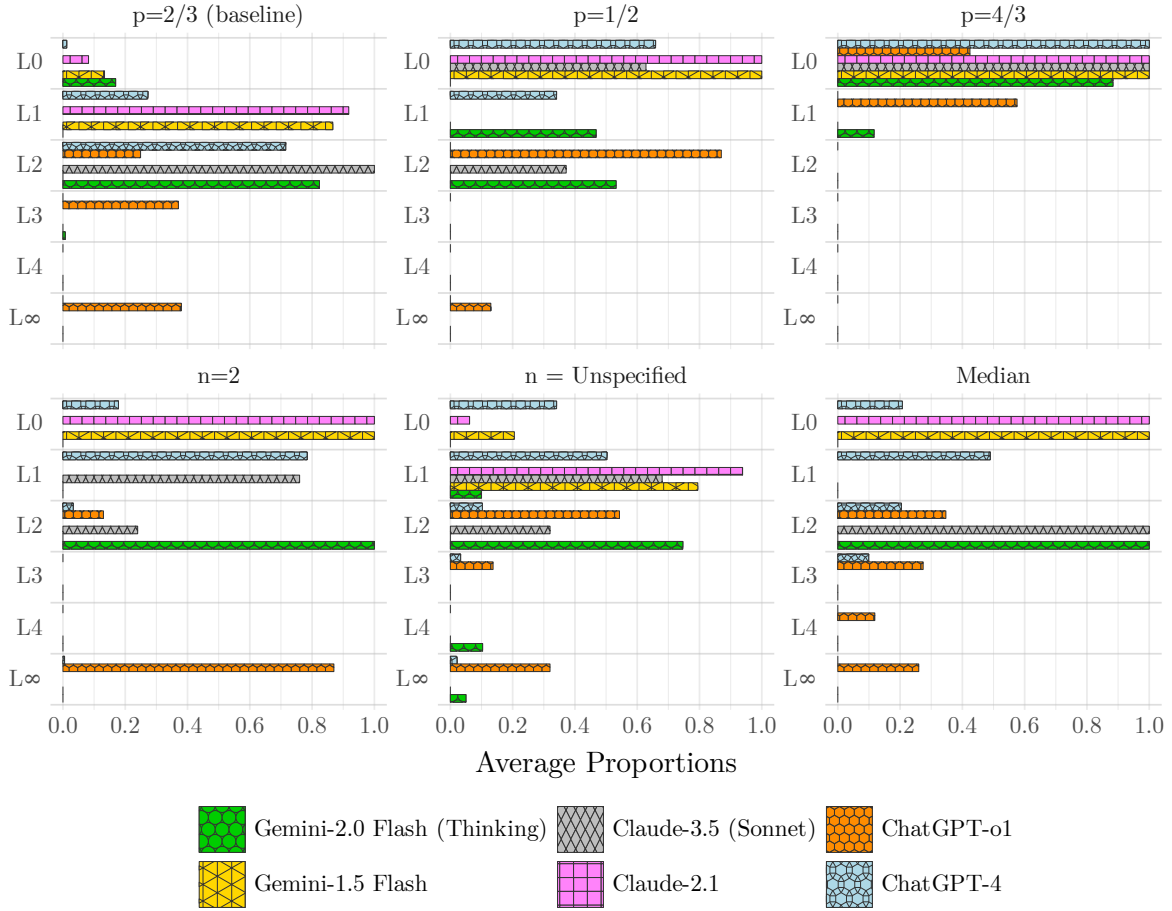 p=2/3 (baseline)
p=1/2
p=4/3
L0
L1
L2
L3
L4
L∞
L0
L1
L2
L3
L4
L∞
L0
L1
L2
L3
L4
L∞
n=2
n = Unspecified
Median
L0
L1
L2
L3
L4
L∞
L0
L1
L2
L3
L4
L∞
L0
L1
L2
L3
L4
L∞
0.0 0.2 0.4 0.6 0.8 1.0
0.0 0.2 0.4 0.6 0.8 1.0
0.0 0.2 0.4 0.6 0.8 1.0
Average Proportions
Gemini-2.0 Flash (Thinking)
Claude-3.5 (Sonnet)
ChatGPT-o1
Gemini-1.5 Flash
Claude-2.1
ChatGPT-4